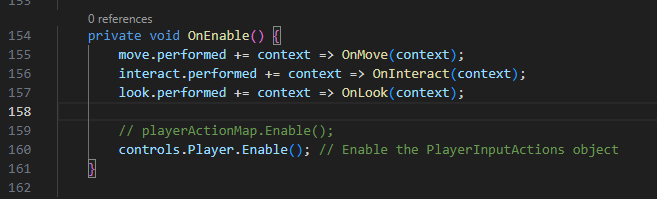 0 references
154 private void OnEnable() {
155 move.performed += context => OnMove(context);
156 interact.performed += context => OnInteract(context);
157 look.performed += context => OnLook(context);
158
159 // playerActionMap.Enable();
160 controls.Player.Enable(); // Enable the PlayerInputActions object
161 }
162